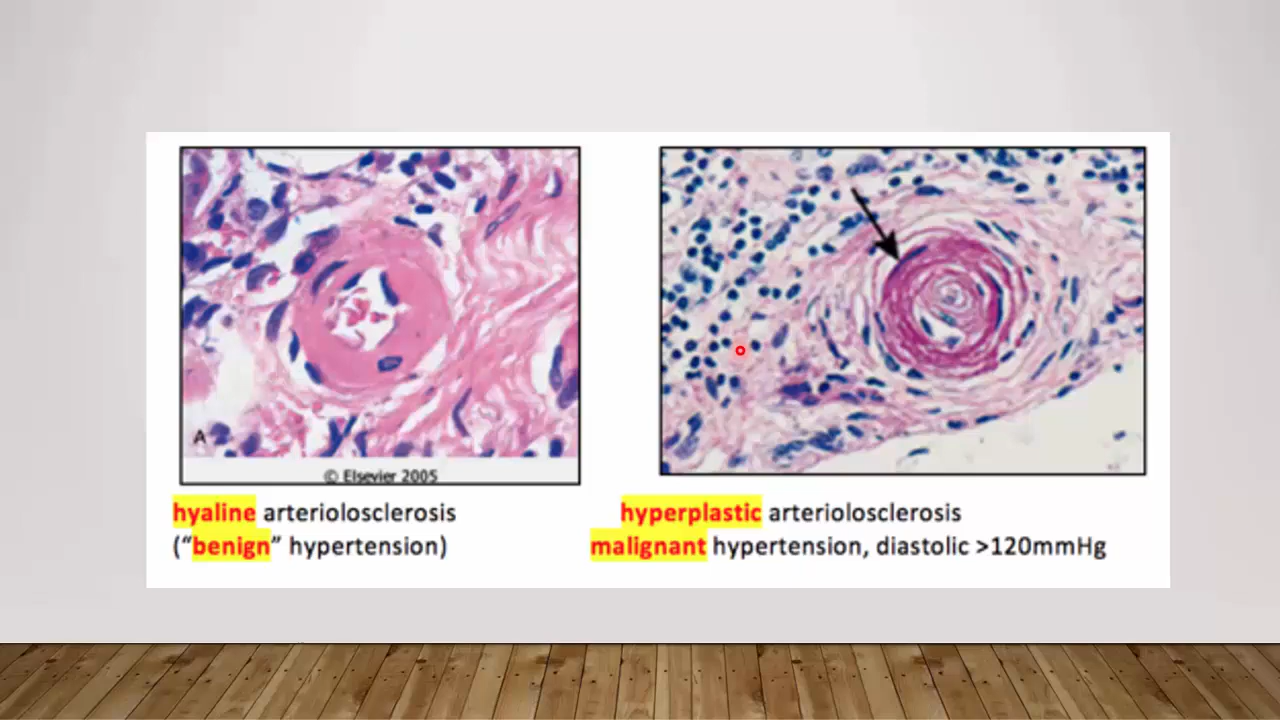 A
© Elsevier 2005
hyaline arteriolosclerosis
("benign" hypertension)
hyperplastic arteriolosclerosis
malignant hypertension, diastolic >120mmHg